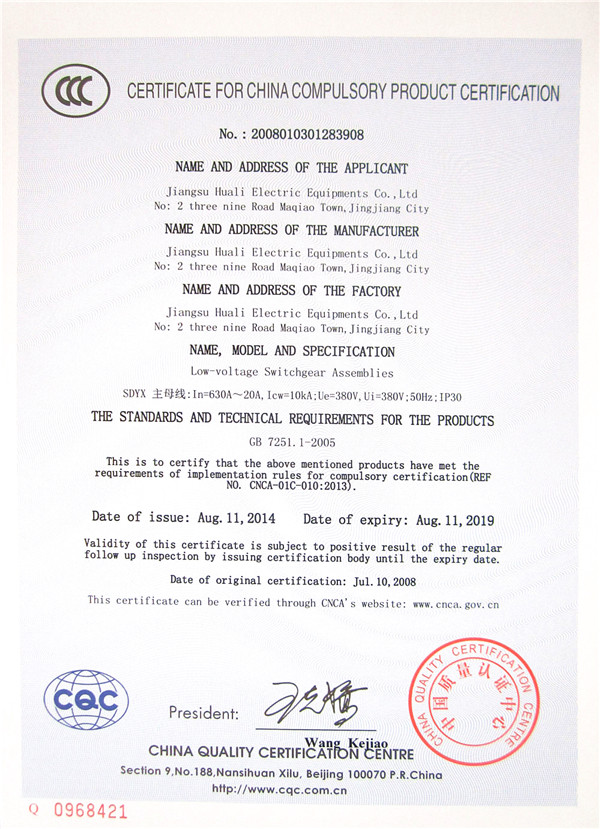 CERTIFICATE FOR CHINA COMPULSORY PRODUCT CERTIFICATION
No.: 2008010301283908
NAME AND ADDRESS OF THE APPLICANT
Jiangsu Huali Electric Equipments Co.,Ltd
No: 2 three nine Road Maqiao Town,Jingjiang City
NAME AND ADDRESS OF THE MANUFACTURER
Jiangsu Huali Electric Equipments Co.,Ltd
No: 2 three nine Road Maqiao Town,Jingjiang City
NAME AND ADDRESS OF THE FACTORY
Jiangsu Huali Electric Equipments Co.,Ltd
No: 2 three nine Road Maqiao Town,Jingjiang City
NAME, MODEL AND SPECIFICATION
Low-voltage Switchgear Assemblies
SDYX 主母线:In=630A～20A,Icw=10kA;Ue=380V,Ui=380V;50Hz;IP30
THE STANDARDS AND TECHNICAL REQUIREMENTS FOR THE PRODUCTS
GB 7251.1-2005
This is to certify that the above mentioned products have met the
requirements of implementation rules for compulsory certification(REF
NO. CNCA-01C-010:2013).
Date of issue: Aug.11,2014 Date of expiry: Aug.11,2019
Validity of this certificate is subject to positive result of the regular
follow up inspection by issuing certification body until the expiry date.
Date of original certification: Jul.10,2008
This certificate can be verified through CNCA's website: www.cnca.gov.cn
CQC
President:
王克娇
Wang Kejiao
CHINA QUALITY CERTIFICATION CENTRE
中国质量认证中心
CHINA QUALITY CERTIFICATION CENTRE
Section 9,No.188,Nansihuan Xilu, Beijing 100070 P.R.China
http://www.cqc.com.cn
Q 0968421